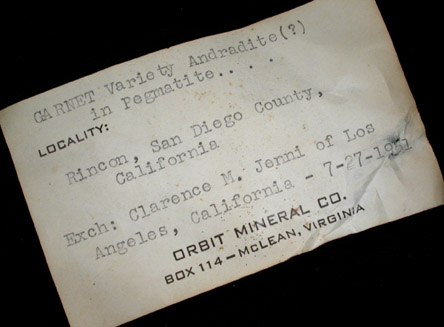 GARNET Variety Andradite(?)
in Pegmatite. . . .
LOCALITY:
Rincon, San Diego County,
California
Exch: Clarence M. Jenni of Los
Angeles, California - 7-27-1951
ORBIT MINERAL CO.
BOX 114—McLEAN, VIRGINIA